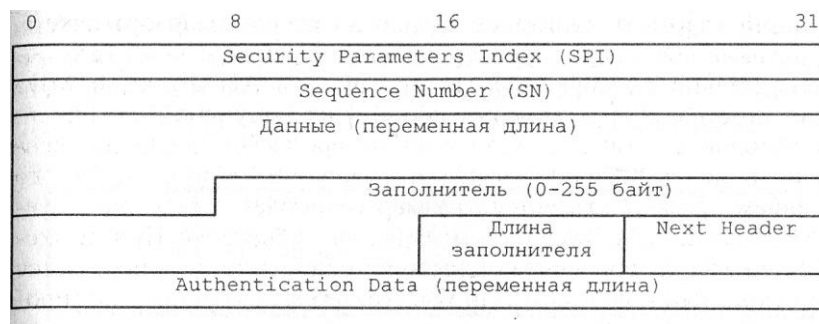 0 8 16 31
Security Parameters Index (SPI)
Sequence Number (SN)
Данные (переменная длина)
Заполнитель (0-255 байт)
Длина заполнителя
Next Header
Authentication Data (переменная длина)